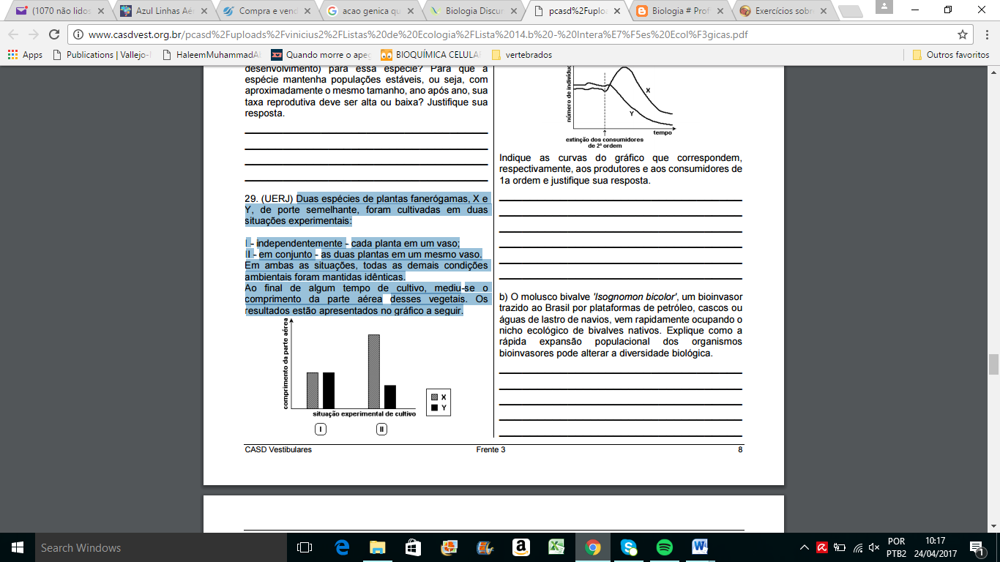 (1070 não lidos
Azul Linhas Aé
Compra e vend
acao genica qu
Biologia Discur
pcasd%2Fuploa
Biologia # Prof
Exercícios sobre
www.casdvest.org.br/pcasd%2Fuploads%2Fvinicius2%2FListas%20de%20Ecologia%2FLista%2014.b%20-%20Intera%E7%F5es%20Ecol%F3gicas.pdf
Apps
Publications | Vallejo-
HaleemMuhammadA
Quando morre o ape
BIOQUÍMICA CELULA
vertebrados
Outros favoritos
desenvolvimento) para essa espécie? Para que a
espécie mantenha populações estáveis, ou seja, com
aproximadamente o mesmo tamanho, ano após ano, sua
taxa reprodutiva deve ser alta ou baixa? Justifique sua
resposta.
29. (UERJ) Duas espécies de plantas fanerógamas, X e
Y, de porte semelhante, foram cultivadas em duas
situações experimentais:
I - independentemente - cada planta em um vaso;
II - em conjunto - as duas plantas em um mesmo vaso.
Em ambas as situações, todas as demais condições
ambientais foram mantidas idênticas.
Ao final de algum tempo de cultivo, mediu-se o
comprimento da parte aérea desses vegetais. Os
resultados estão apresentados no gráfico a seguir.
comprimento da parte aérea
X
Y
situação experimental de cultivo
I
II
número de indivídu
X
Y
tempo
extinção dos consumidores
de 2ª ordem
Indique as curvas do gráfico que correspondem,
respectivamente, aos produtores e aos consumidores de
1a ordem e justifique sua resposta.
b) O molusco bivalve 'Isognomon bicolor', um bioinvasor
trazido ao Brasil por plataformas de petróleo, cascos ou
águas de lastro de navios, vem rapidamente ocupando o
nicho ecológico de bivalves nativos. Explique como a
rápida expansão populacional dos organismos
bioinvasores pode alterar a diversidade biológica.
CASD Vestibulares
Frente 3
8
Search Windows
POR
PTB2
10:17
24/04/2017
1